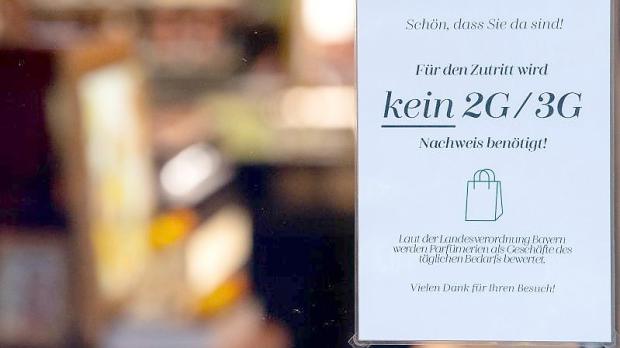 Schön, dass Sie da sind!
Für den Zutritt wird
kein 2G/3G
Nachweis benötigt!
Laut der Landesverordnung Bayern
werden Parfümerien als Geschäfte des
täglichen Bedarfs bewertet.
Vielen Dank für Ihren Besuch!